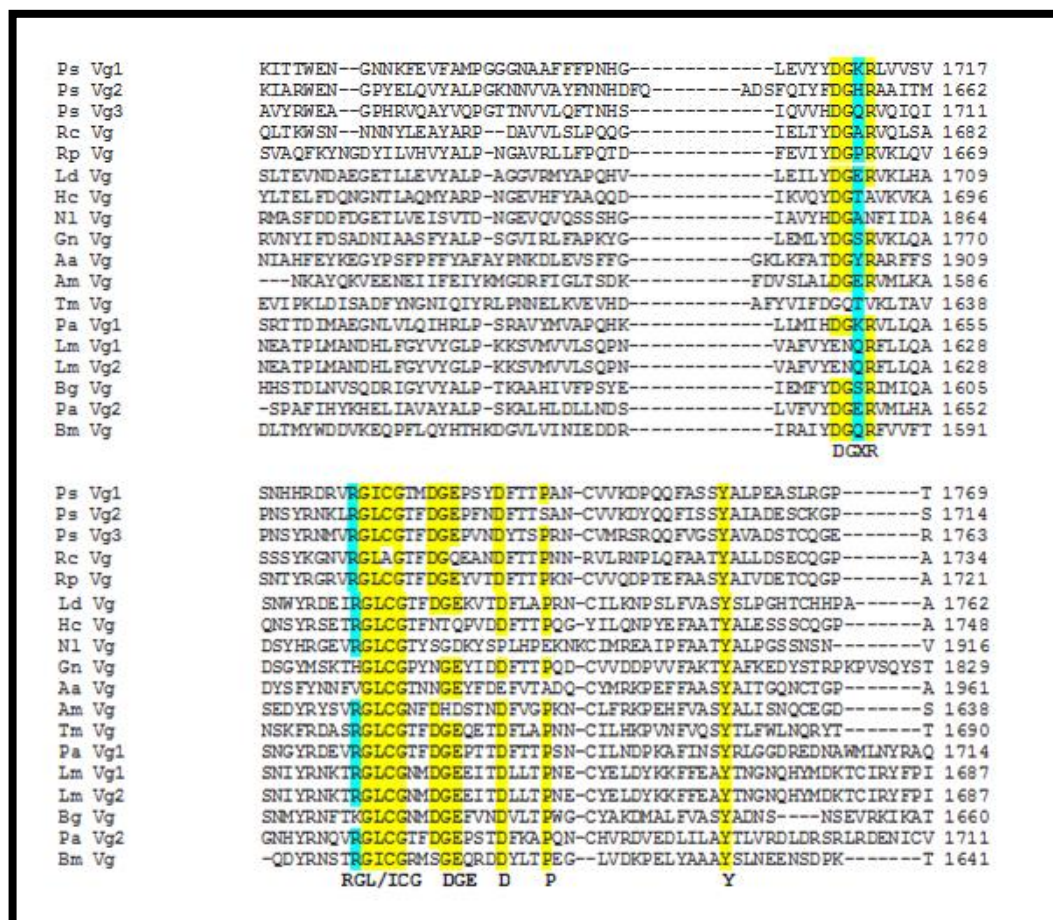 Ps Vg1 KITTWEN--GNNKFEVFAMPGGGNAAFFFPNHG--------------LEVYYDGKRLVVSV 1717
Ps Vg2 KIARWEN--GPYELQVYALPGKNNVVAYFNNHDFQ---------ADSFQIYFDGHRAAITM 1662
Ps Vg3 AVYRWEA--GPHRVQAYVQPGTTNVVLQFTNHS--------------IQVVHDGQRVQIQI 1711
Rc Vg QLTKWSN--NNNYLEAYARP--DAVVLSLPQQG--------------IELTYDGARVQLSA 1682
Rp Vg SVAQFKYNGDYILVHVYALP-NGAVRLLFPQTD--------------FEVIYDGPRVKLQV 1669
Ld Vg SLTEVNDAEGETLLEVYALP-AGGVRMYAPQHV--------------LEILYDGERVKLHA 1709
Hc Vg YLTELFDQNGNTLAQMYARP-NGEVHFYAAQQD--------------IKVQYDGTAVKVKA 1696
Nl Vg RMASFDDFDGETLVEISVTD-NGEVQVQSSSHG--------------IAVYHDGANFIIDA 1864
Gn Vg RVNYIFDSADNIAASFYALP-SGVIRLFAPKYG--------------LEMLYDGSRVKLQA 1770
Aa Vg NIAHFEYKEGYPSFPFFYAFAYPNKDLEVSFFG------------GKLKFATDGYRARFFS 1909
Am Vg ---NKAYQKVEENEIIFEIYKMGDRFIGLTSDK------------FDVSLALDGERVMLKA 1586
Tm Vg EVIPKLDISADFYNGNIQIYRLPNNELKVEVHD------------AFYVIFDGQTVKLTAV 1638
Pa Vg1 SRTTDIMAEGNLVLQIHRLP-SRAVYMVAPQHK--------------LLMIHDGKRVLLQA 1655
Lm Vg1 NEATPLMANDHLFGYVYGLP-KKSVMVVLSQPN--------------VAFVYENQRFLLQA 1628
Lm Vg2 NEATPLMANDHLFGYVYGLP-KKSVMVVLSQPN--------------VAFVYENQRFLLQA 1628
Bg Vg HHSTDLNVSQDRIGYVYALP-TKAAHIVFPSYE--------------IEMFYDGSRIMIQA 1605
Pa Vg2 -SPAFIHYKHELIAVAYALP-SKALHLDLLNDS--------------LVFVYDGERVMLHA 1652
Bm Vg DLTMYWDDVKEQPFLQYHTHKDGVLVINIEDDR--------------IRAIYDGQRFVVFT 1591
DGXR
Ps Vg1 SNHHRDRVRGICGTMDGEPSYDFTTPAN-CVVKDPQQFASSYALPEASLRGP------T 1769
Ps Vg2 PNSYRNKLRGLCGTFDGEPFNDFTTSAN-CVVKDYQQFISSYAIADESCKGP------S 1714
Ps Vg3 PNSYRNMVRGLCGTFDGEPVNDYTSPRN-CVMRSRQQFVGSYAVADSTCQGE------R 1763
Rc Vg SSSYKGNVRGLAGTFDGQEANDFTTPNN-RVLRNPLQFAATYALLDSECQGP------A 1734
Rp Vg SNTYRGRVRGLCGTFDGEYVTDFTTPKN-CVVQDPTEFAASYAIVDETCQGP------A 1721
Ld Vg SNWYRDEIRGLCGTFDGEKVTDFLAPRN-CILKNPSLFVASYSLPGHTCHHPA------A 1762
Hc Vg QNSYRSETRGLCGTFNTQPVDDFTTPQG-YILQNPYEFAATYALESSSCQGP------A 1748
Nl Vg DSYHRGEVRGLCGTYSGDKYSPLHPEKNKCIMREAIPFAATYALPGSSNSN-------V 1916
Gn Vg DSGYMSKTHGLCGPYNGEYIDDFTTPQD-CVVDDPVVFAKTYAFKEDYSTRPKPVSQYST 1829
Aa Vg DYSFYNNFVGLCGTNNGEYFDEFVTADQ-CYMRKPEFFAASYAITGQNCTGP-------A 1961
Am Vg SEDYRYSVRGLCGNFDHDSTNDFVGPKN-CLFRKPEHFVASYALISNQCEGD-------S 1638
Tm Vg NSKFRDASRGLCGTFDGEQETDFLAPNN-CILHKPVNFVQSYTLFWLNQRYT-------T 1690
Pa Vg1 SNGYRDEVRGLCGTFDGEPTTDFTTPSN-CILNDPKAFINSYRLGGDREDNAWMLNYRAQ 1714
Lm Vg1 SNIYRNKTRGLCGNMDGEEITDLLTPNE-CYELDYKKFFEAYTNGNQHYMDKTCIRYFPI 1687
Lm Vg2 SNIYRNKTRGLCGNMDGEEITDLLTPNE-CYELDYKKFFEAYTNGNQHYMDKTCIRYFPI 1687
Bg Vg SNMYRNFTKGLCGNMDGEFVNDVLTPWG-CYAKDMALFVASYADNS----NSEVRKIKAT 1660
Pa Vg2 GNHYRNQVRGLCGTFDGEPSTDFKAPQN-CHVRDVEDLILAYTLVRDLDRSRLRDENICV 1711
Bm Vg -QDYRNSTRGICGRMSGEQRDDYLTPEG--LVDKPELYAAAYSLNEENSDPK-------T 1641
RGL/ICG DGE D P Y